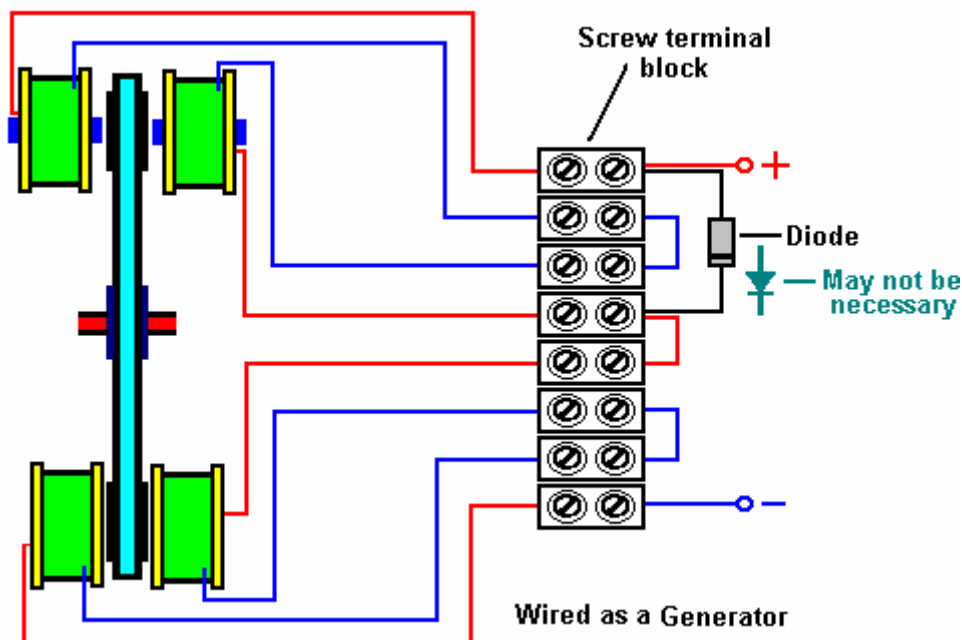 Screw terminal
block
+
Diode
May not be
necessary
-
Wired as a Generator